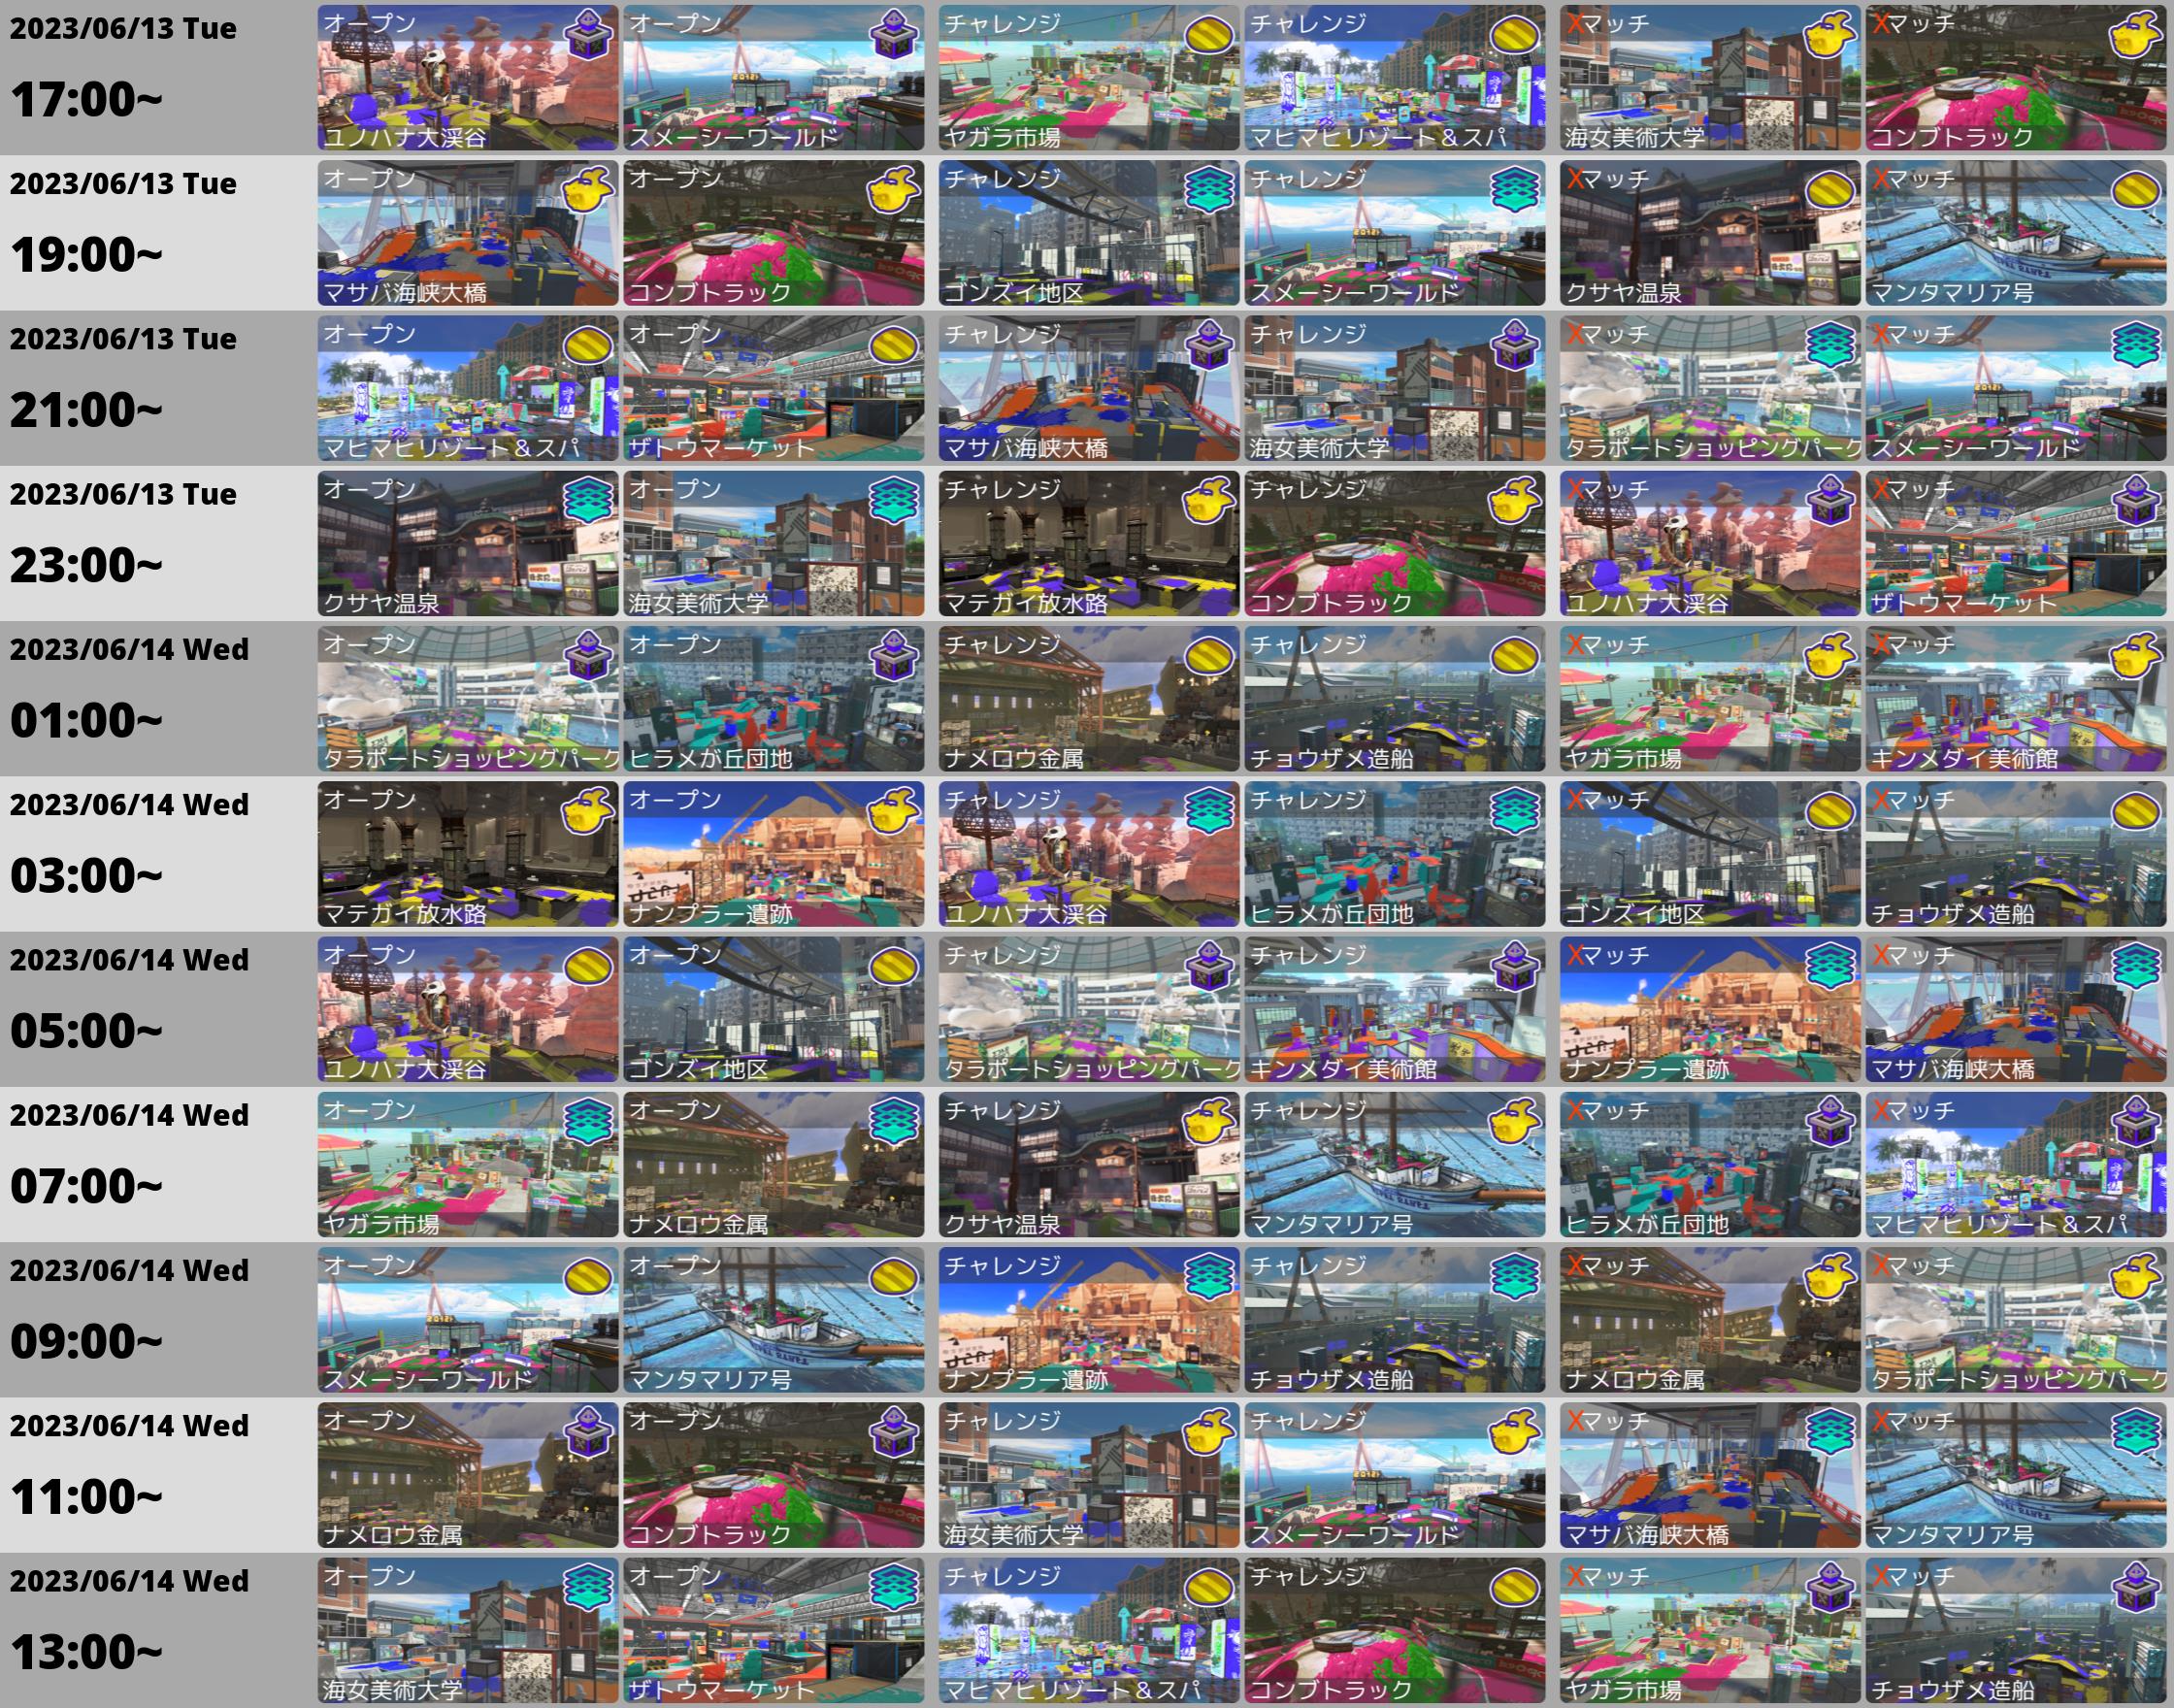 2023/06/13 Tue
17:00~
オープン
ユノハナ大渓谷
オープン
スメーシーワールド
チャレンジ
ヤガラ市場
チャレンジ
マヒマヒリゾート＆スパ
Xマッチ
海女美術大学
Xマッチ
コンブトラック
2023/06/13 Tue
19:00~
オープン
マサバ海峡大橋
オープン
コンブトラック
チャレンジ
ゴンズイ地区
チャレンジ
スメーシーワールド
Xマッチ
クサヤ温泉
Xマッチ
マンタマリア号
2023/06/13 Tue
21:00~
オープン
マヒマヒリゾート＆スパ
オープン
ザトウマーケット
チャレンジ
マサバ海峡大橋
チャレンジ
海女美術大学
Xマッチ
タラポートショッピングパーク
Xマッチ
スメーシーワールド
2023/06/13 Tue
23:00~
オープン
クサヤ温泉
オープン
海女美術大学
チャレンジ
マテガイ放水路
チャレンジ
コンブトラック
Xマッチ
ユノハナ大渓谷
Xマッチ
ザトウマーケット
2023/06/14 Wed
01:00~
オープン
タラポートショッピングパーク
オープン
ヒラメが丘団地
チャレンジ
ナメロウ金属
チャレンジ
チョウザメ造船
Xマッチ
ヤガラ市場
Xマッチ
キンメダイ美術館
2023/06/14 Wed
03:00~
オープン
マテガイ放水路
オープン
ナンプラー遺跡
チャレンジ
ユノハナ大渓谷
チャレンジ
ヒラメが丘団地
Xマッチ
ゴンズイ地区
Xマッチ
チョウザメ造船
2023/06/14 Wed
05:00~
オープン
ユノハナ大渓谷
オープン
ゴンズイ地区
チャレンジ
タラポートショッピングパーク
チャレンジ
キンメダイ美術館
Xマッチ
ナンプラー遺跡
Xマッチ
マサバ海峡大橋
2023/06/14 Wed
07:00~
オープン
ヤガラ市場
オープン
ナメロウ金属
チャレンジ
クサヤ温泉
チャレンジ
マンタマリア号
Xマッチ
ヒラメが丘団地
Xマッチ
マヒマヒリゾート＆スパ
2023/06/14 Wed
09:00~
オープン
スメーシーワールド
オープン
マンタマリア号
チャレンジ
ナンプラー遺跡
チャレンジ
チョウザメ造船
Xマッチ
ナメロウ金属
Xマッチ
タラポートショッピングパーク
2023/06/14 Wed
11:00~
オープン
ナメロウ金属
オープン
コンブトラック
チャレンジ
海女美術大学
チャレンジ
スメーシーワールド
Xマッチ
マサバ海峡大橋
Xマッチ
マンタマリア号
2023/06/14 Wed
13:00~
オープン
海女美術大学
オープン
ザトウマーケット
チャレンジ
マヒマヒリゾート＆スパ
チャレンジ
コンブトラック
Xマッチ
ヤガラ市場
Xマッチ
チョウザメ造船